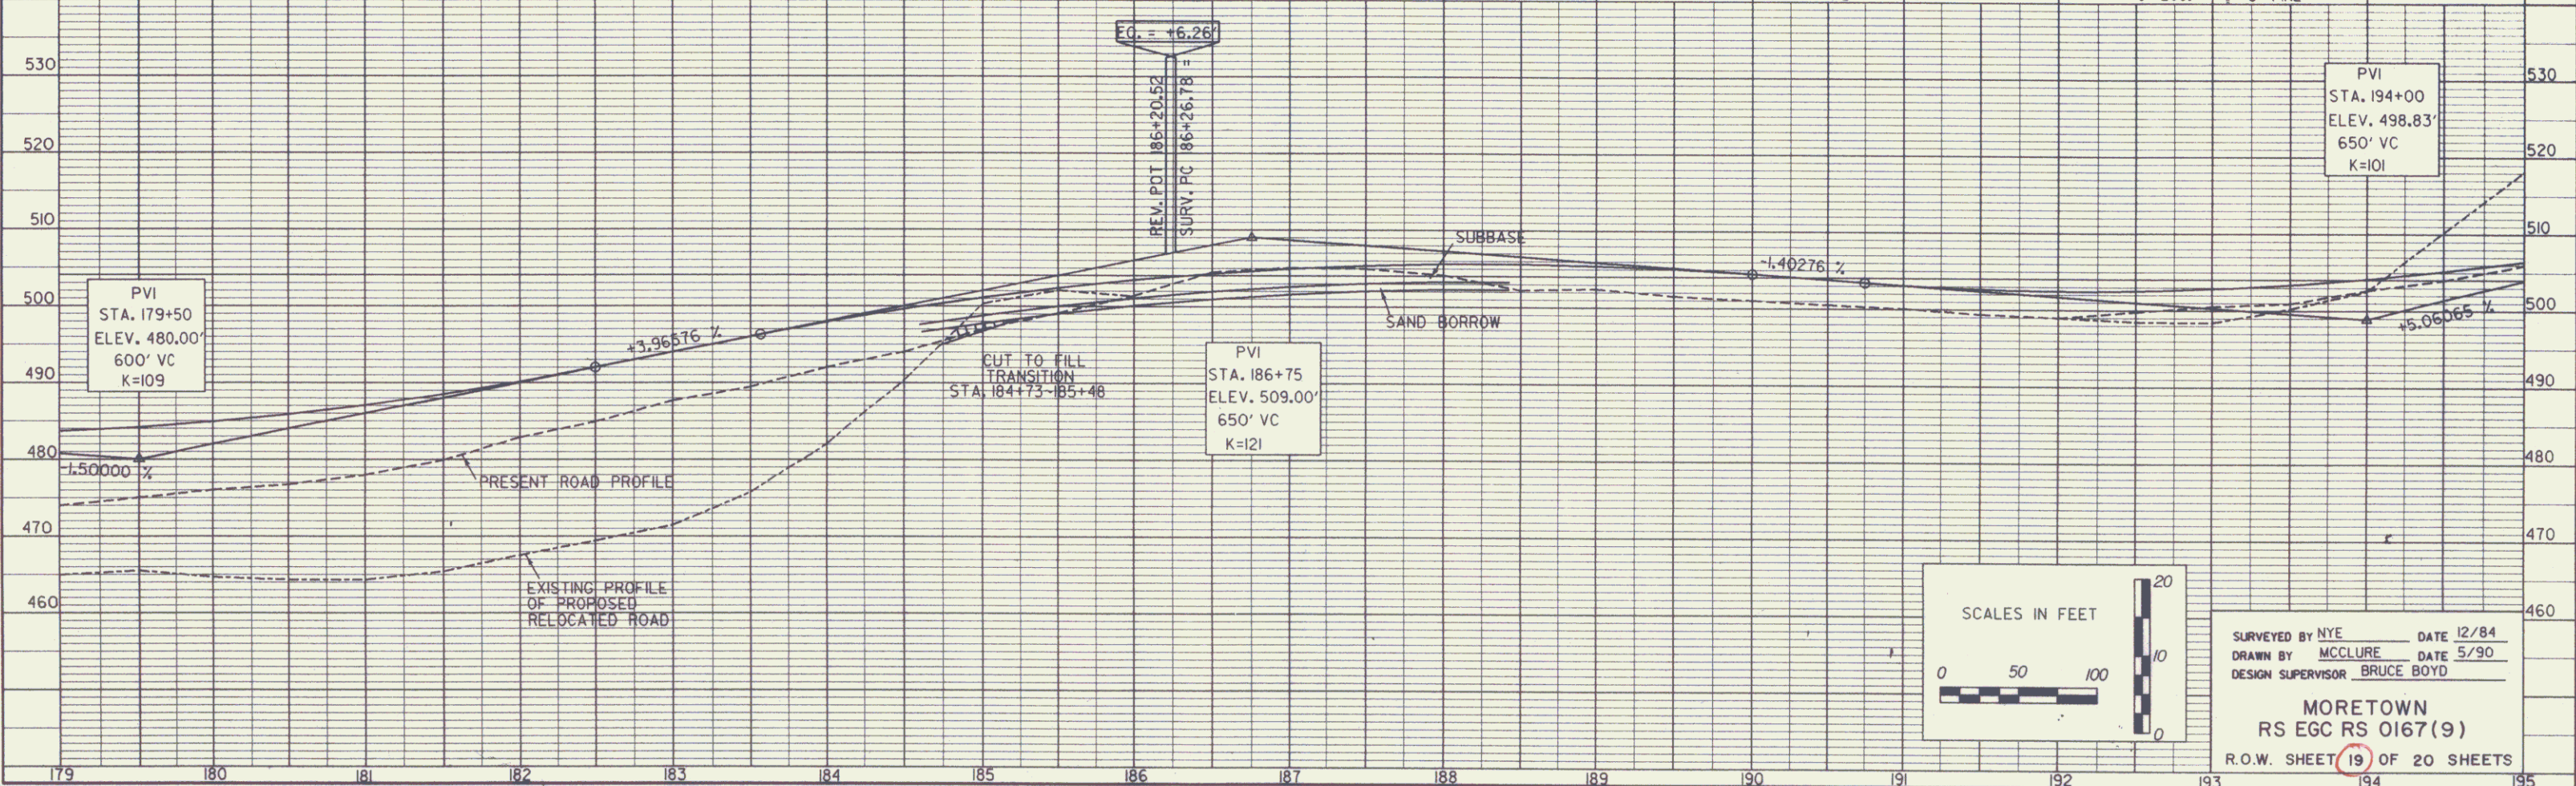 EQ. = +6.26'
REV. POT 186+20.52
SURV. PC 86+26.78 =
530
520
510
500
490
480
470
460
PVI
STA. 179+50
ELEV. 480.00'
600' VC
K=109
-1.50000 %
+3.96576 %
PRESENT ROAD PROFILE
EXISTING PROFILE
OF PROPOSED
RELOCATED ROAD
CUT TO FILL
TRANSITION
STA. 184+73-185+48
SUBBASE
SAND BORROW
PVI
STA. 186+75
ELEV. 509.00'
650' VC
K=121
-1.40276 %
PVI
STA. 194+00
ELEV. 498.83'
650' VC
K=101
+5.06065 %
530
520
510
500
490
480
470
460
SCALES IN FEET
0 50 100
20
10
0
SURVEYED BY NYE DATE 12/84
DRAWN BY MCCLURE DATE 5/90
DESIGN SUPERVISOR BRUCE BOYD
MORETOWN
RS EGC RS 0167(9)
R.O.W. SHEET 19 OF 20 SHEETS
179 180 181 182 183 184 185 186 187 188 189 190 191 192 193 194 195